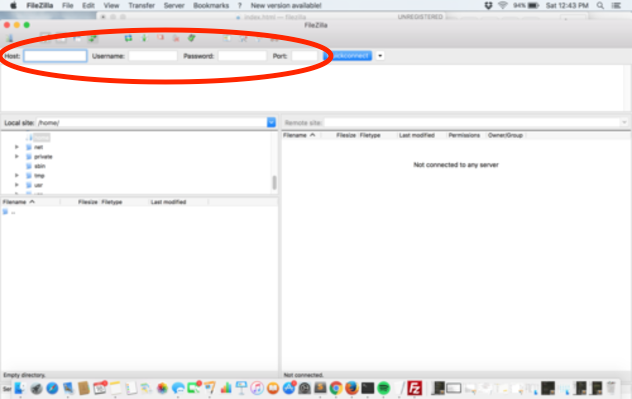 FileZilla File Edit View Transfer Server Bookmarks ? New version available! 94% Sat 12:43 PM
index.html — FileZilla UNREGISTERED
FileZilla
Host: Username: Password: Port: Quickconnect
Local site: /home/
Remote site:
net
private
sbin
tmp
usr
Filename Filesize Filetype Last modified
..
Filename Filesize Filetype Last modified Permissions Owner/Group
Not connected to any server
Empty directory.
Not connected.